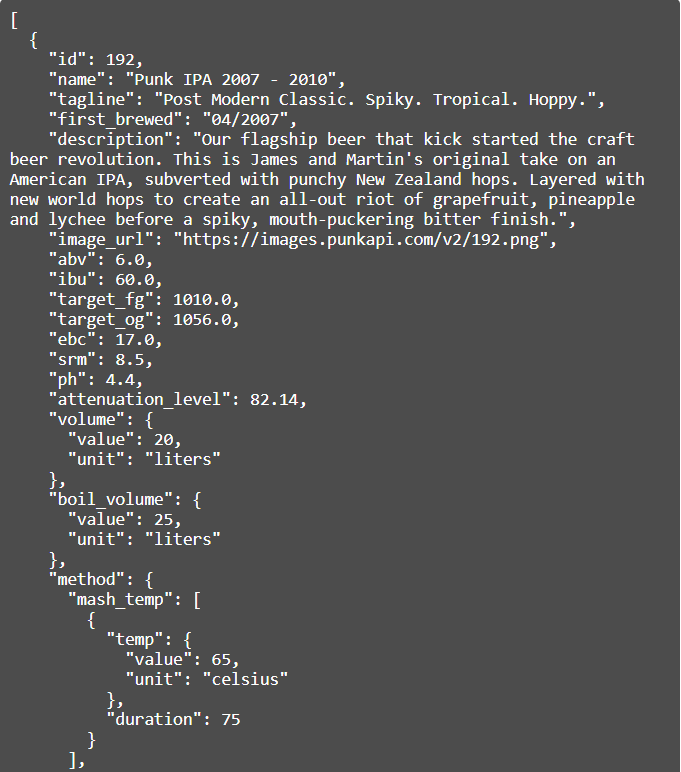 [
  {
    "id": 192,
    "name": "Punk IPA 2007 - 2010",
    "tagline": "Post Modern Classic. Spiky. Tropical. Hoppy.",
    "first_brewed": "04/2007",
    "description": "Our flagship beer that kick started the craft
beer revolution. This is James and Martin's original take on an
American IPA, subverted with punchy New Zealand hops. Layered with
new world hops to create an all-out riot of grapefruit, pineapple
and lychee before a spiky, mouth-puckering bitter finish.",
    "image_url": "https://images.punkapi.com/v2/192.png",
    "abv": 6.0,
    "ibu": 60.0,
    "target_fg": 1010.0,
    "target_og": 1056.0,
    "ebc": 17.0,
    "srm": 8.5,
    "ph": 4.4,
    "attenuation_level": 82.14,
    "volume": {
      "value": 20,
      "unit": "liters"
    },
    "boil_volume": {
      "value": 25,
      "unit": "liters"
    },
    "method": {
      "mash_temp": [
        {
          "temp": {
            "value": 65,
            "unit": "celsius"
          },
          "duration": 75
        }
      ],